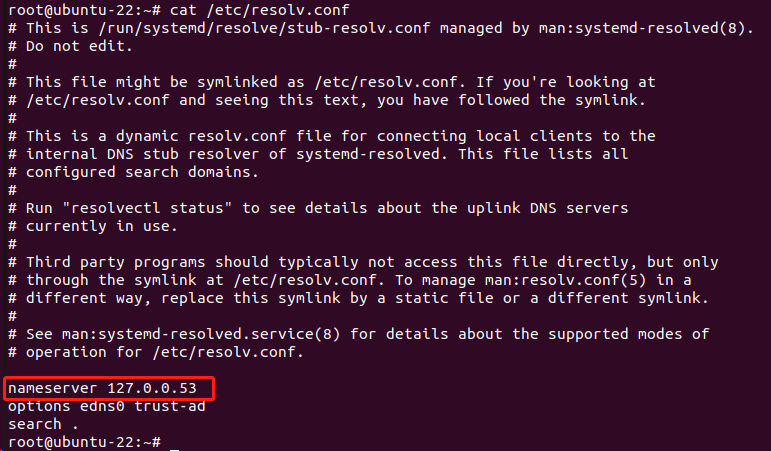 root@ubuntu-22:~# cat /etc/resolv.conf
# This is /run/systemd/resolve/stub-resolv.conf managed by man:systemd-resolved(8).
# Do not edit.
#
# This file might be symlinked as /etc/resolv.conf. If you're looking at
# /etc/resolv.conf and seeing this text, you have followed the symlink.
#
# This is a dynamic resolv.conf file for connecting local clients to the
# internal DNS stub resolver of systemd-resolved. This file lists all
# configured search domains.
#
# Run "resolvectl status" to see details about the uplink DNS servers
# currently in use.
#
# Third party programs should typically not access this file directly, but only
# through the symlink at /etc/resolv.conf. To manage man:resolv.conf(5) in a
# different way, replace this symlink by a static file or a different symlink.
#
# See man:systemd-resolved.service(8) for details about the supported modes of
# operation for /etc/resolv.conf.
nameserver 127.0.0.53
options edns0 trust-ad
search .
root@ubuntu-22:~#